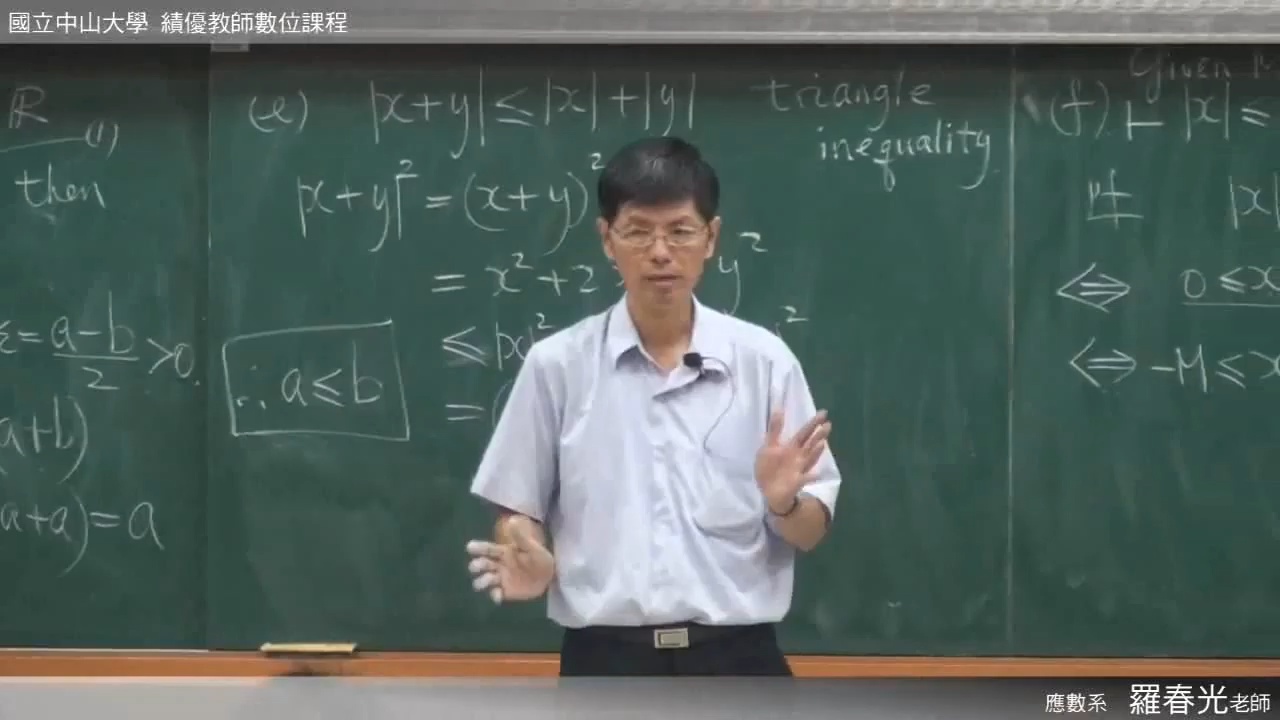 國立中山大學 績優教師數位課程
ℝ
(1)
then
ε=a-b/2>0.
a+b)
a+a)=a
(e) |x+y|≤|x|+|y| triangle
inequality
|x+y|²=(x+y)²
= x²+2 y²
≤|x|² ²
=(
∴ a≤b
Given M
(f) |x|≤
|x|
⟺ 0≤x
⟺ -M≤x
應數系 羅春光老師